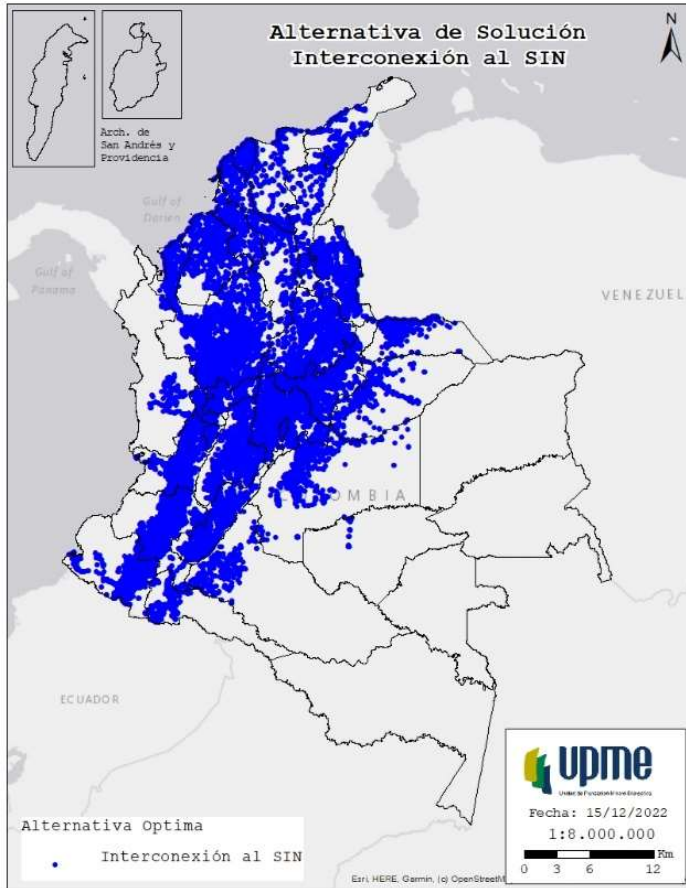 Alternativa de Solución
Interconexión al SIN
N
Arch. de
San Andrés y
Providencia
Gulf of
Darien
Gulf of
Panama
VENEZUEL
COLOMBIA
ECUADOR
upme
Fecha: 15/12/2022
1:8.000.000
Km
0 3 6 12
Alternativa Optima
Interconexión al SIN
Esri, HERE, Garmin, (c) OpenStreetM